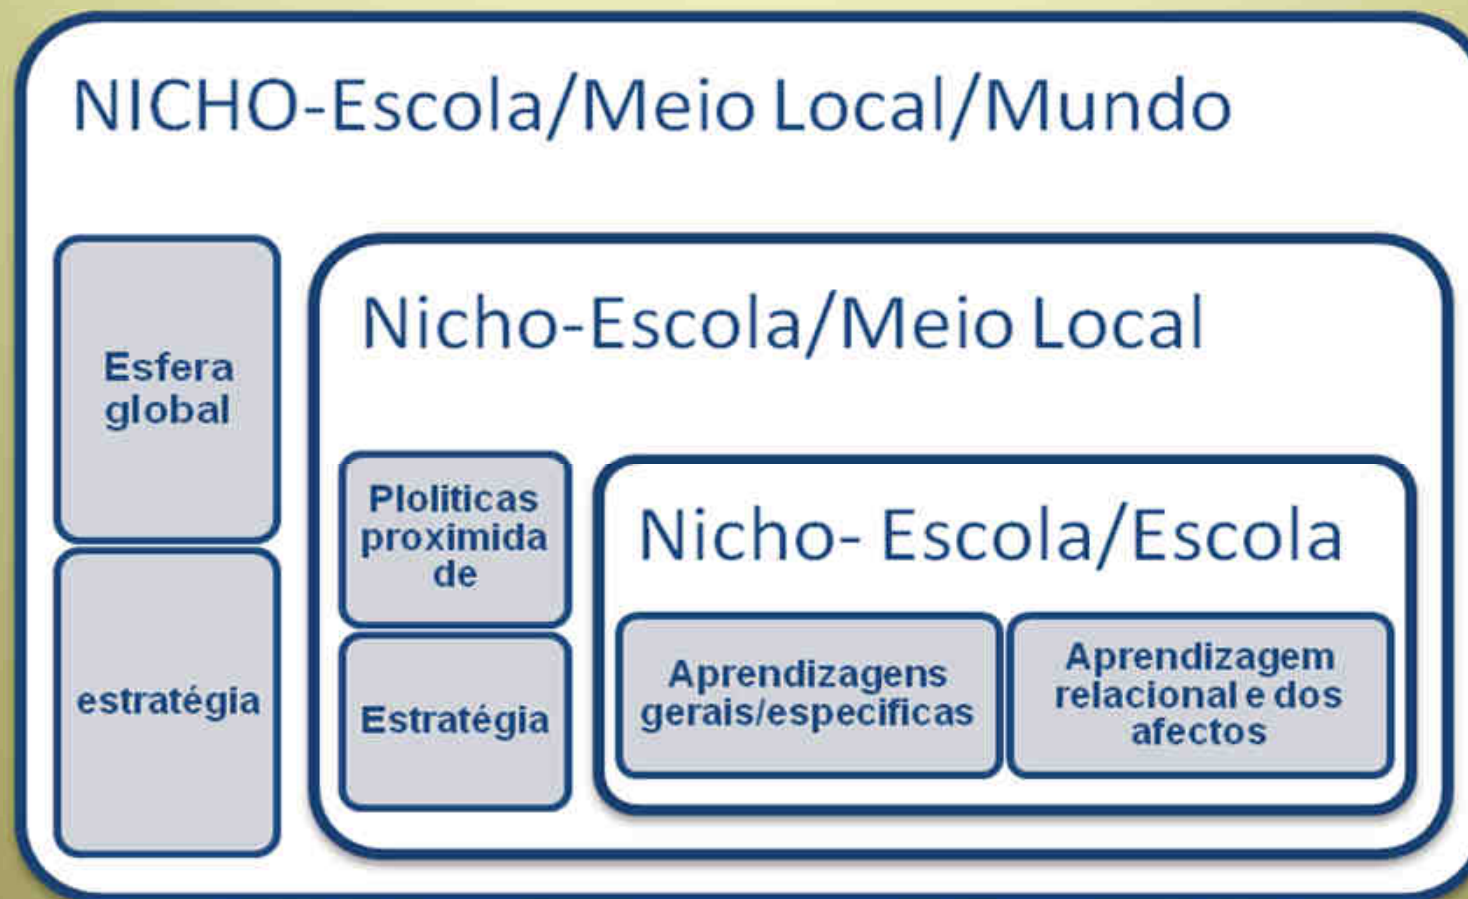 NICHO-Escola/Meio Local/Mundo
Esfera
global
estratégia
Nicho-Escola/Meio Local
Ploliticas
proximida
de
Estratégia
Nicho- Escola/Escola
Aprendizagens
gerais/especificas
Aprendizagem
relacional e dos
afectos